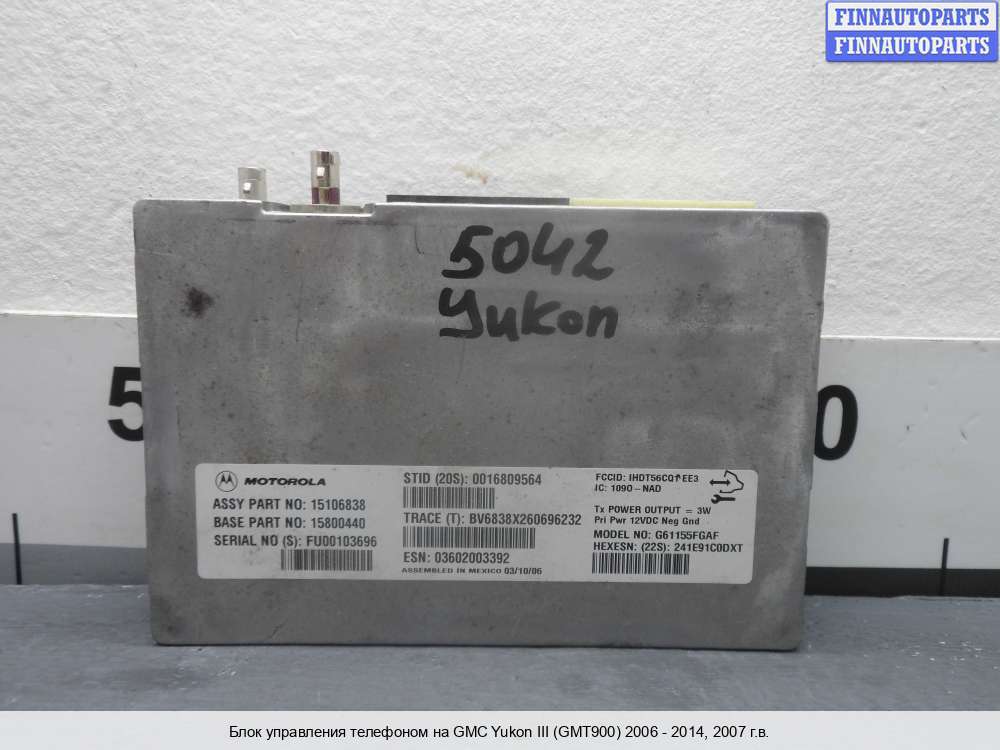 FINNAUTOPARTS
FINNAUTOPARTS
5042
Yukon
5
0
MOTOROLA
ASSY PART NO: 15106838
BASE PART NO: 15800440
SERIAL NO (S): FU00103696
STID (20S): 0016809564
TRACE (T): BV6838X260696232
ESN: 03602003392
ASSEMBLED IN MEXICO 03/10/06
FCCID: IHDT56CQ1EE3
IC: 1090-NAD
Tx POWER OUTPUT = 3W
Pri Pwr 12VDC Neg Gnd
MODEL NO: G61155FGAF
HEXESN: (22S): 241E91C0DXT
Блок управления телефоном на GMC Yukon III (GMT900) 2006 - 2014, 2007 г.в.